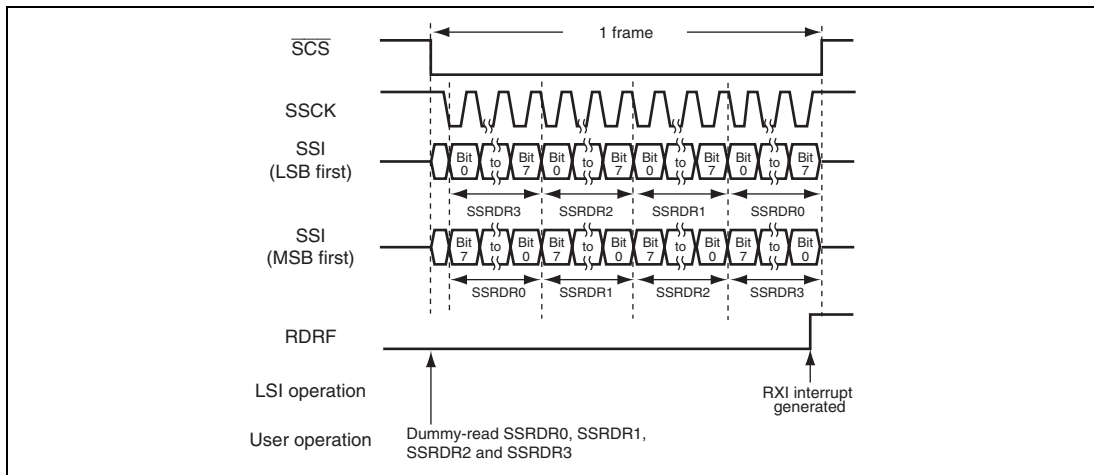 1 frame
SCS
SSCK
SSI
(LSB first)
Bit 0 to Bit 7 Bit 0 to Bit 7 Bit 0 to Bit 7 Bit 0 to Bit 7
SSRDR3 SSRDR2 SSRDR1 SSRDR0
SSI
(MSB first)
Bit 7 to Bit 0 Bit 7 to Bit 0 Bit 7 to Bit 0 Bit 7 to Bit 0
SSRDR0 SSRDR1 SSRDR2 SSRDR3
RDRF
LSI operation
RXI interrupt
generated
User operation
Dummy-read SSRDR0, SSRDR1,
SSRDR2 and SSRDR3